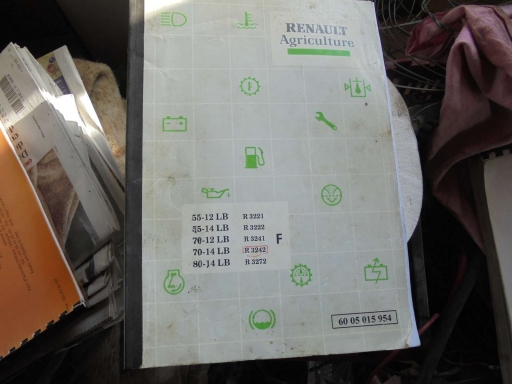 RENAULT
Agriculture
55-12 LB R 3221
55-14 LB R 3222
70-12 LB R 3241
70-14 LB R 3242
80-14 LB R 3272
F
60 05 015 954